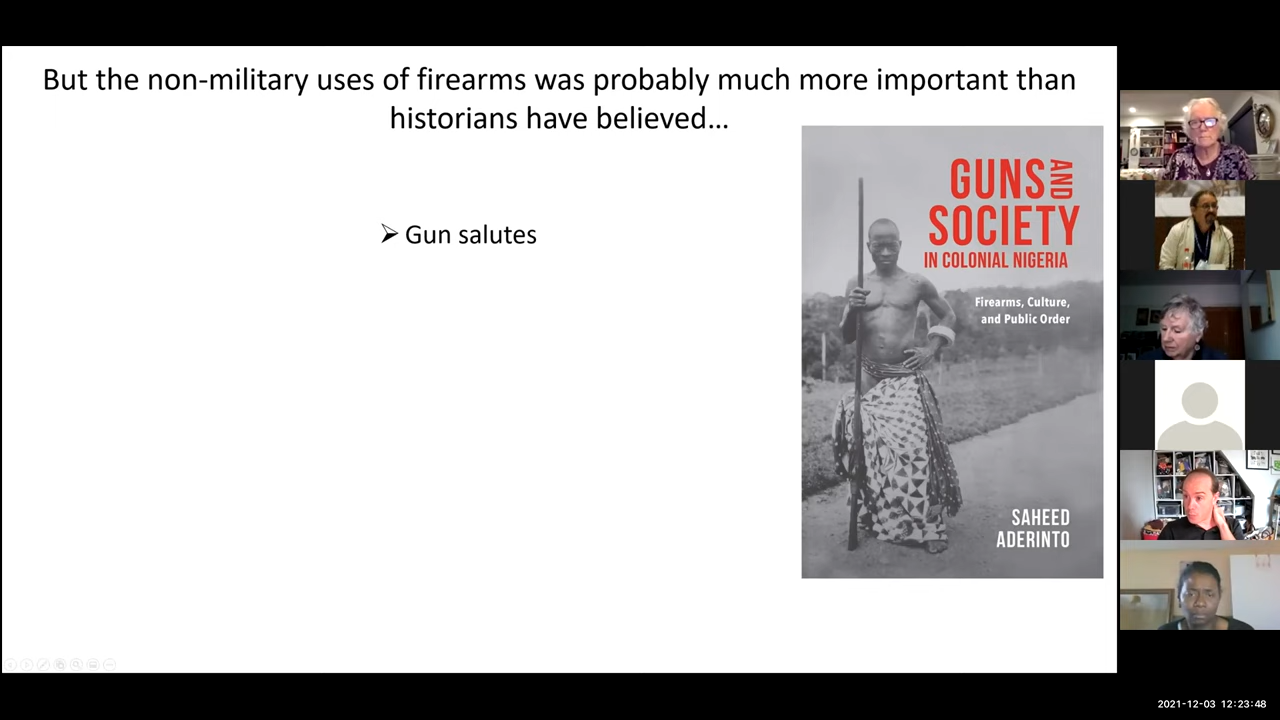 But the non-military uses of firearms was probably much more important than
historians have believed…
➢ Gun salutes
GUNS AND
SOCIETY
IN COLONIAL NIGERIA
Firearms, Culture,
and Public Order
SAHEED
ADERINTO
2021-12-03 12:23:48